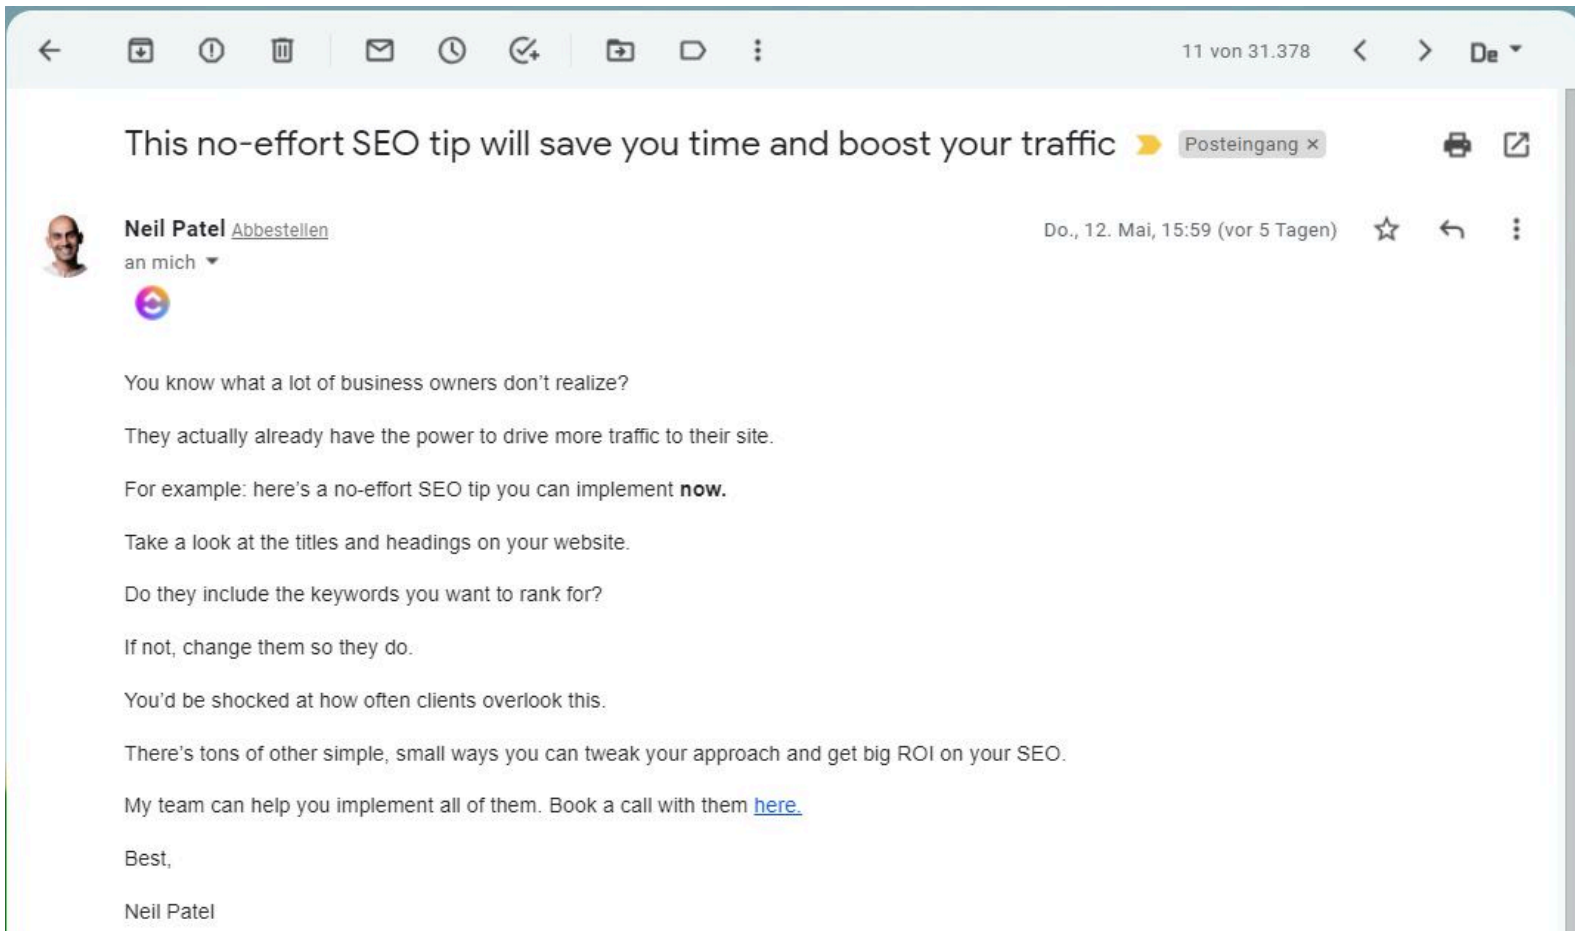 11 von 31.378
De
This no-effort SEO tip will save you time and boost your traffic Posteingang ×
Neil Patel Abbestellen Do., 12. Mai, 15:59 (vor 5 Tagen)
an mich
You know what a lot of business owners don’t realize?
They actually already have the power to drive more traffic to their site.
For example: here’s a no-effort SEO tip you can implement now.
Take a look at the titles and headings on your website.
Do they include the keywords you want to rank for?
If not, change them so they do.
You’d be shocked at how often clients overlook this.
There’s tons of other simple, small ways you can tweak your approach and get big ROI on your SEO.
My team can help you implement all of them. Book a call with them here.
Best,
Neil Patel